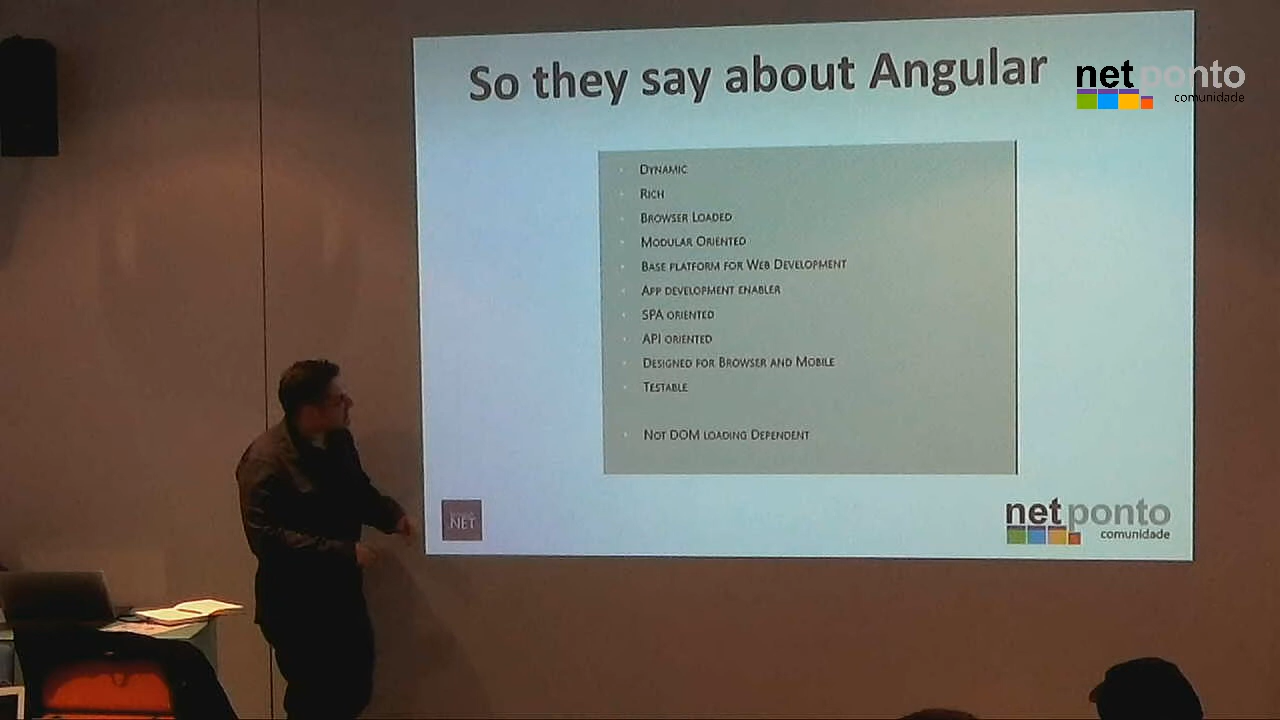 So they say about Angular
netponto
comunidade
Dynamic
Rich
Browser Loaded
Modular Oriented
Base platform for Web Development
App development enabler
SPA oriented
API oriented
Designed for Browser and Mobile
Testable
Not DOM loading Dependent
NET
netponto
comunidade